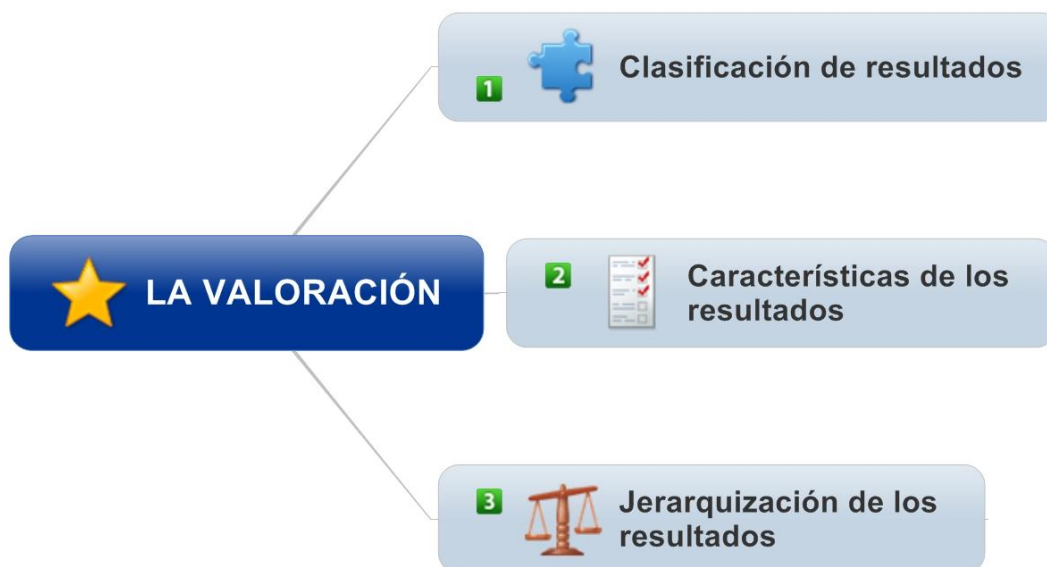 1
Clasificación de resultados
LA VALORACIÓN
2
Características de los
resultados
3
Jerarquización de los
resultados